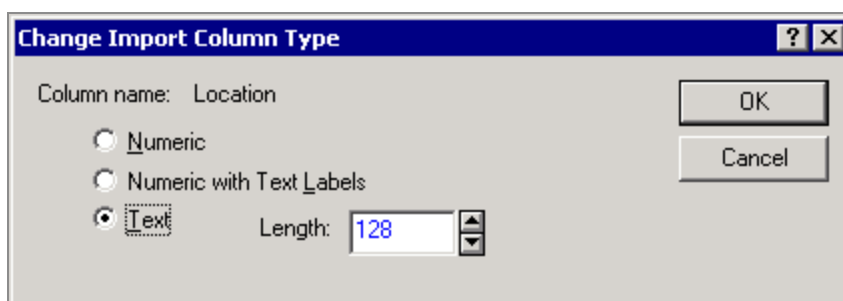 Change Import Column Type
Column name: Location
OK
Numeric
Cancel
Numeric with Text Labels
Text Length: 128